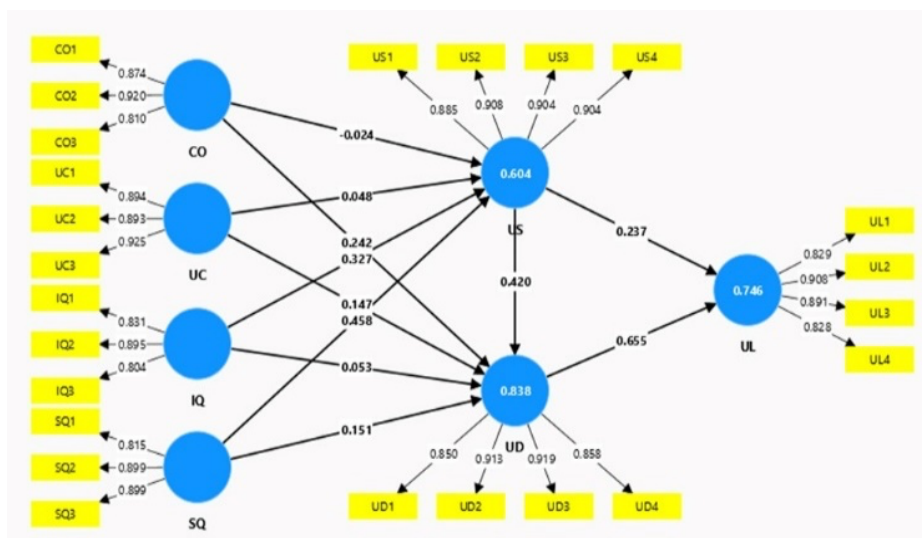 CO1
0.874
CO2
0.920
0.810
CO3
CO
UC1
0.894
UC2
0.893
0.925
UC3
UC
IQ1
0.831
IQ2
0.895
0.804
IQ3
IQ
SQ1
0.815
SQ2
0.899
0.899
SQ3
SQ
-0.024
0.048
0.242
0.327
0.147
0.458
0.053
0.151
US1 US2 US3 US4
0.885 0.908 0.904 0.904
0.604
US
0.420
0.838
UD
0.850 0.913 0.919 0.858
UD1 UD2 UD3 UD4
0.237
0.655
0.746
UL
UL1
0.829
UL2
0.908
0.891
UL3
0.828
UL4